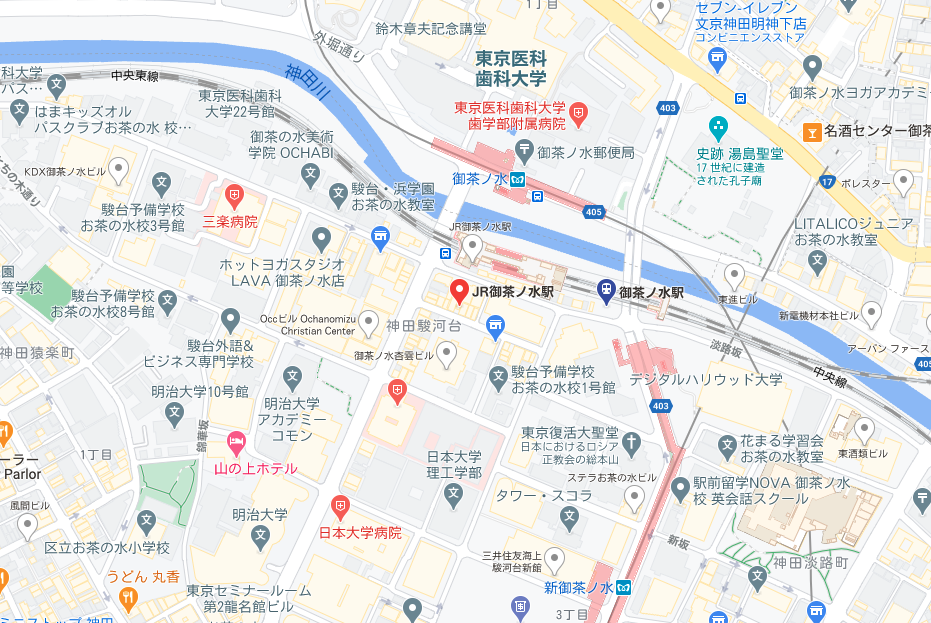 1丁目
セブン-イレブン
文京神田明神下店
コンビニエンスストア
鈴木章夫記念講堂
外堀通り
東京医科
歯科大学
科大学
バス…
中央東線
神田川
東京医科歯科
大学22号館
東京医科歯科大学
歯学部附属病院
403
御茶ノ水ヨガアカデミ
はまキッズオル
パスクラブお茶の水 校…
御茶の水美術
学院 OCHABI
御茶ノ水郵便局
名酒センター御茶
史跡 湯島聖堂
17 世紀に建造
された孔子廟
KDX御茶ノ水ビル
とちの木通り
御茶ノ水
駿台・浜学園
お茶の水教室
17
ボレスター
駿台予備学校
お茶の水校3号館
三楽病院
405
JR御茶ノ水駅
LITALICOジュニア
お茶の水教室
ホットヨガスタジオ
LAVA 御茶ノ水店
園
等学校
駿台予備学校
お茶の水校8号館
JR御茶ノ水駅
御茶ノ水駅
東進ビル
新電機材本社ビル
Occビル Ochanomizu
Christian Center
神田駿河台
神田猿楽町
駿台外語&
ビジネス専門学校
御茶ノ水杏雲ビル
淡路坂
アーバン ファース
405
中央線
駿台予備学校
お茶の水校1号館
デジタルハリウッド大学
明治大学10号館
明治大学
アカデミー
コモン
403
錦華坂
東京復活大聖堂
日本におけるロシア
正教会の総本山
花まる学習会
お茶の水教室
東酒類ビル
1丁目
ーラー
Parlor
山の上ホテル
日本大学
理工学部
ステラお茶の水ビル
駅前留学NOVA 御茶ノ水
校 英会話スクール
タワー・スコラ
風間ビル
明治大学
日本大学病院
区立お茶の水小学校
三井住友海上
駿河台新館
新坂
神田淡路町
うどん 丸香
東京セミナールーム
第2龍名館ビル
新御茶ノ水
3丁目
ミニストップ 神田